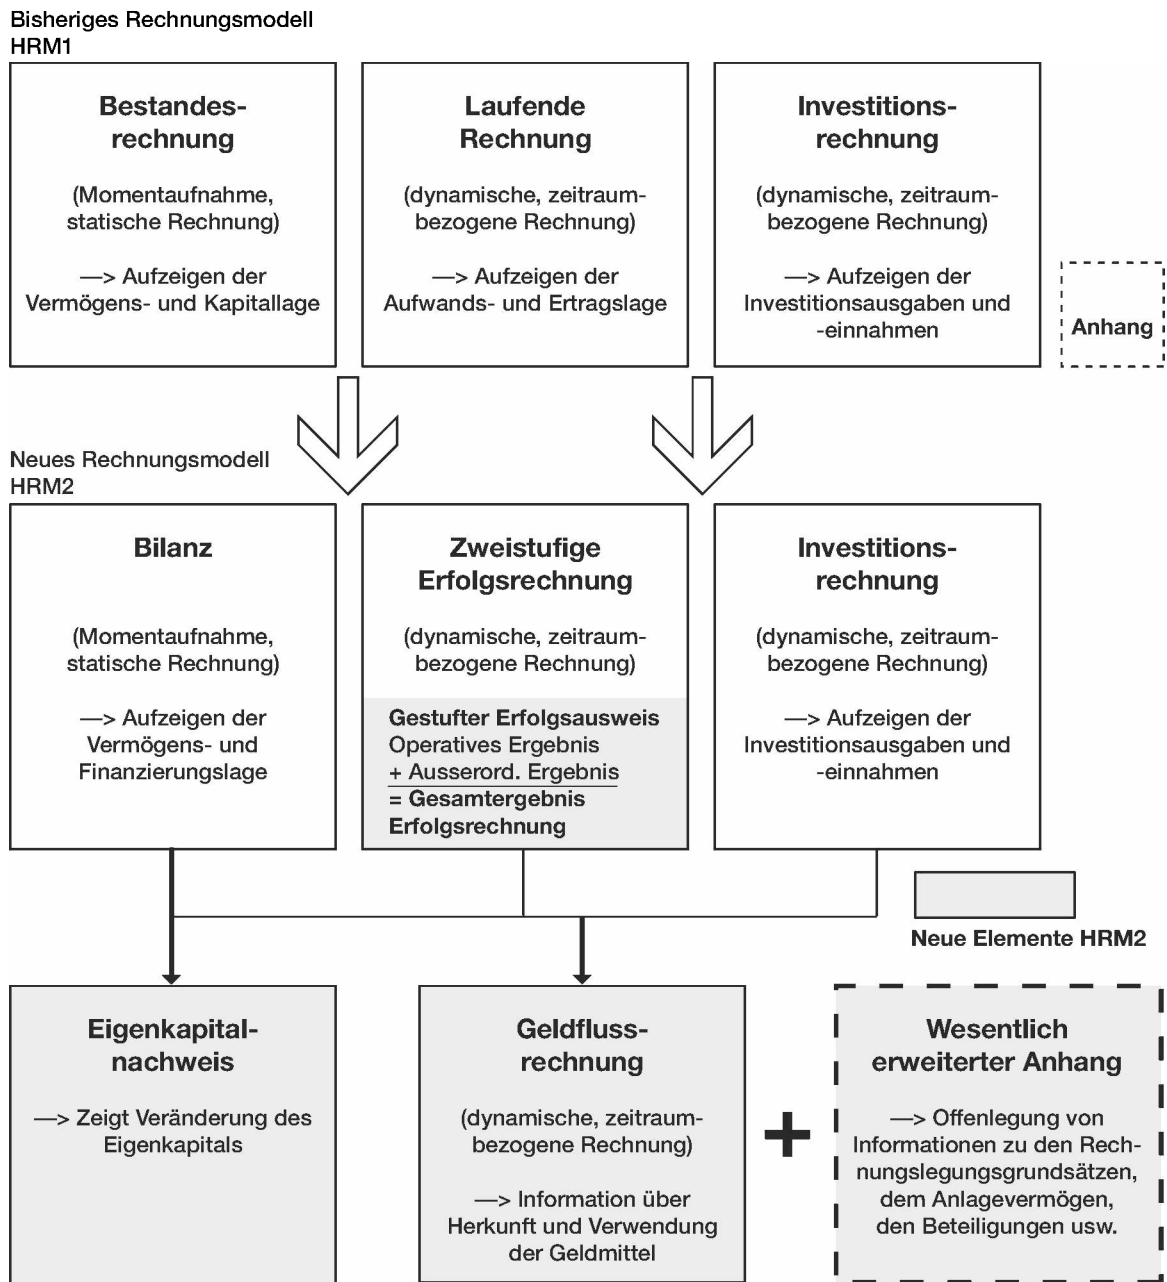 Bisheriges Rechnungsmodell
HRM1
Bestandes-
rechnung
(Momentaufnahme,
statische Rechnung)
—> Aufzeigen der
Vermögens- und Kapitallage
Laufende
Rechnung
(dynamische, zeitraum-
bezogene Rechnung)
—> Aufzeigen der
Aufwands- und Ertragslage
Investitions-
rechnung
(dynamische, zeitraum-
bezogene Rechnung)
—> Aufzeigen der
Investitionsausgaben und
-einnahmen
Anhang
Neues Rechnungsmodell
HRM2
Bilanz
(Momentaufnahme,
statische Rechnung)
—> Aufzeigen der
Vermögens- und
Finanzierungslage
Zweistufige
Erfolgsrechnung
(dynamische, zeitraum-
bezogene Rechnung)
Gestufter Erfolgsausweis
Operatives Ergebnis
+ Ausserord. Ergebnis
= Gesamtergebnis
Erfolgsrechnung
Investitions-
rechnung
(dynamische, zeitraum-
bezogene Rechnung)
—> Aufzeigen der
Investitionsausgaben und
-einnahmen
Neue Elemente HRM2
Eigenkapital-
nachweis
—> Zeigt Veränderung des
Eigenkapitals
Geldfluss-
rechnung
(dynamische, zeitraum-
bezogene Rechnung)
—> Information über
Herkunft und Verwendung
der Geldmittel
+
Wesentlich
erweiterter Anhang
—> Offenlegung von
Informationen zu den Rech-
nungslegungsgrundsätzen,
dem Anlagevermögen,
den Beteiligungen usw.